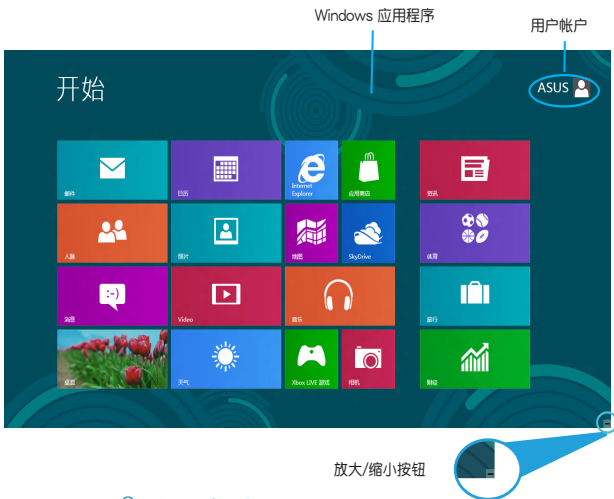 Windows 应用程序
用户帐户
开始
ASUS
邮件
日历
Internet
Explorer
应用商店
资讯
人脉
照片
地图
SkyDrive
体育
消息
Video
音乐
旅行
桌面
天气
Xbox LIVE 游戏
相机
财经
放大/缩小按钮